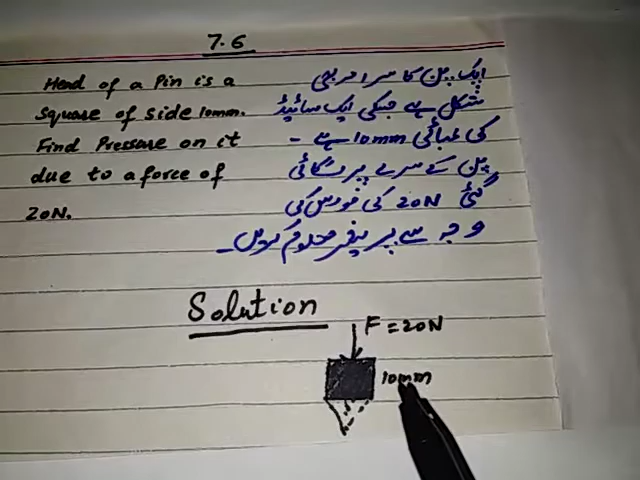 7.6
Head of a Pin is a
Square of side 10mm.
Find Pressure on it
due to a force of
20N.
ایک پن کا سرا مربعی
شکل ہے جسکی ایک سائیڈ
کی لمبائی 10mm ہے -
پن کے سرے پر لگائی
گئی 20N کی فورس کی
وجہ سے پریشر معلوم کریں۔
Solution
F = 20N
10mm